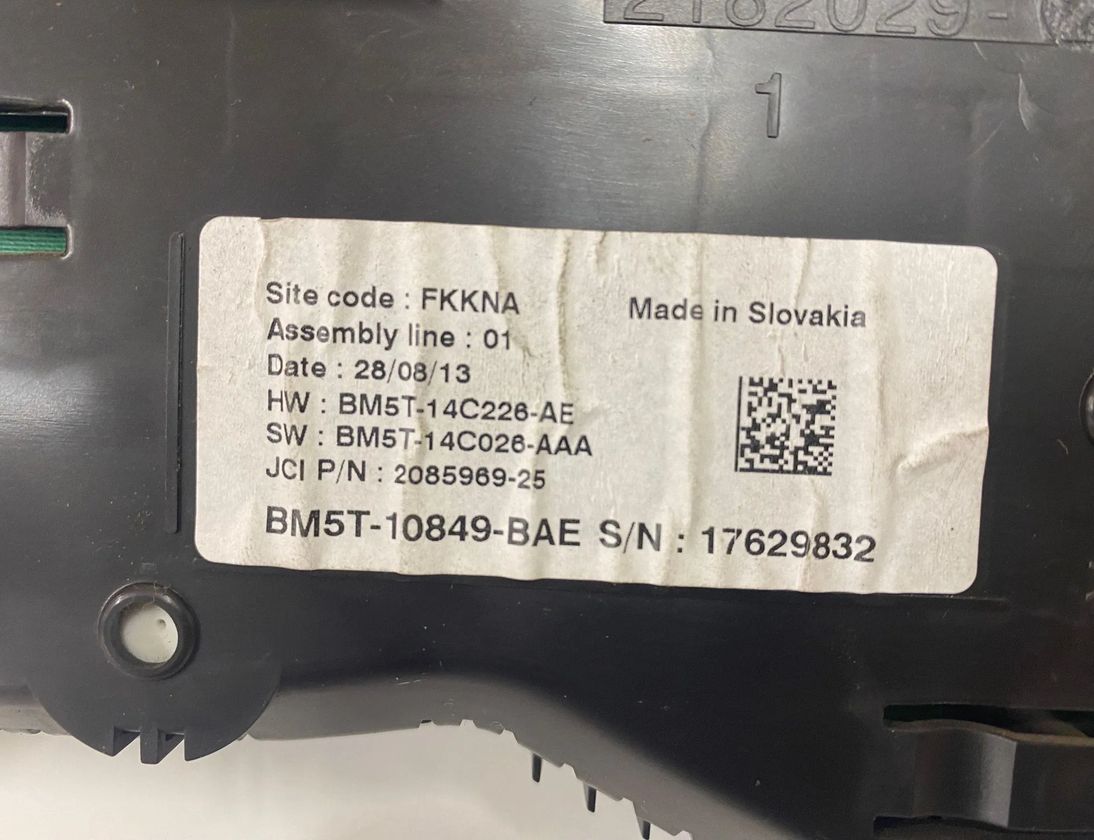 2182029-
1
Site code : FKKNA
Made in Slovakia
Assembly line : 01
Date : 28/08/13
HW : BM5T-14C226-AE
SW : BM5T-14C026-AAA
JCI P/N : 2085969-25
BM5T-10849-BAE S/N : 17629832